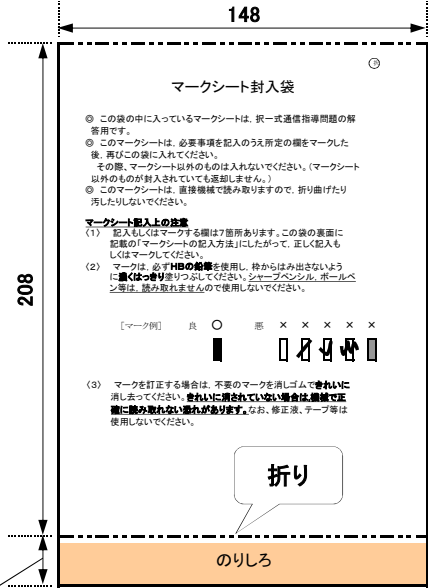 148
マークシート封入袋
◎ この袋の中に入っているマークシートは、択一式通信指導問題の解
答用です。
◎ このマークシートは、必要事項を記入のうえ所定の欄をマークした
後、再びこの袋に入れてください。
その際、マークシート以外のものは入れないでください。(マークシート
以外のものが封入されていても返却しません。)
◎ このマークシートは、直接機械で読み取りますので、折り曲げたり
汚したりしないでください。
マークシート記入上の注意
〈1〉 記入もしくはマークする欄は7箇所あります。この袋の裏面に
記載の「マークシートの記入方法」にしたがって、正しく記入も
しくはマークしてください。
〈2〉 マークは、必ずHBの鉛筆を使用し、枠からはみ出さないよう
に濃くはっきり塗りつぶしてください。シャープペンシル、ボールペ
ン等は、読み取れませんので使用しないでください。
208
[マーク例] 良 ○ 悪 × × × × ×
〈3〉 マークを訂正する場合は、不要のマークを消しゴムできれいに
消し去ってください。きれいに消されていない場合は、機械で正
確に読み取れない恐れがあります。なお、修正液、テープ等は
使用しないでください。
折り
のりしろ